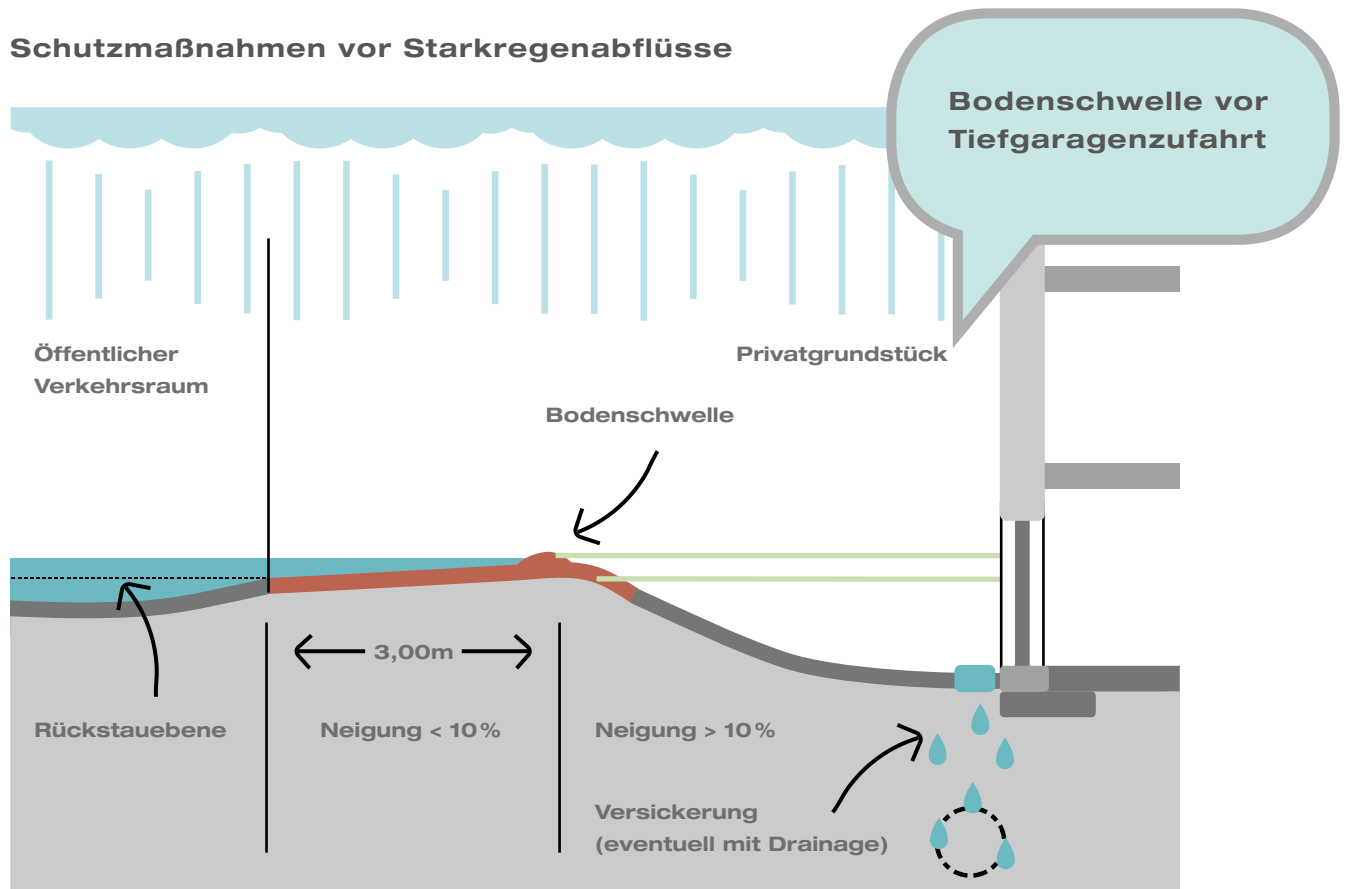 Schutzmaßnahmen vor Starkregenabflüsse
Bodenschwelle vor
Tiefgaragenzufahrt
Öffentlicher
Verkehrsraum
Privatgrundstück
Bodenschwelle
3,00m
Rückstauebene
Neigung < 10 %
Neigung > 10 %
Versickerung
(eventuell mit Drainage)